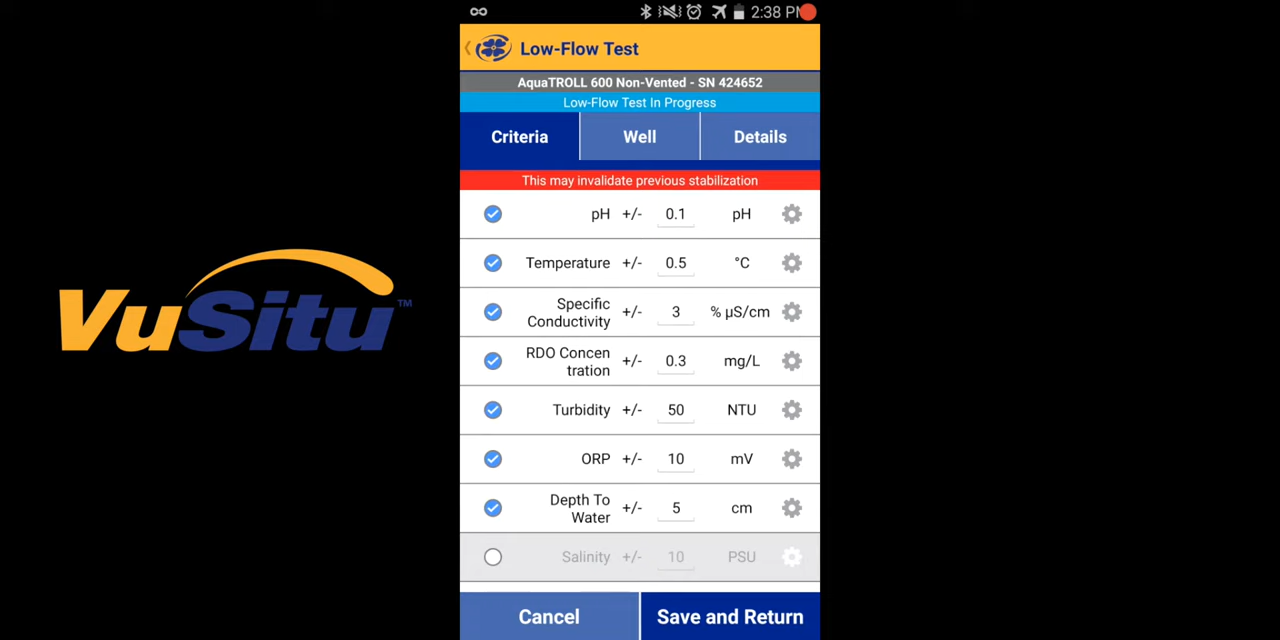 2:38 P
Low-Flow Test
AquaTROLL 600 Non-Vented - SN 424652
Low-Flow Test In Progress
Criteria Well Details
This may invalidate previous stabilization
pH +/- 0.1 pH
Temperature +/- 0.5 °C
Specific
Conductivity +/- 3 % µS/cm
RDO Concen
tration +/- 0.3 mg/L
Turbidity +/- 50 NTU
ORP +/- 10 mV
Depth To
Water +/- 5 cm
Salinity +/- 10 PSU
Cancel Save and Return
VuSitu™